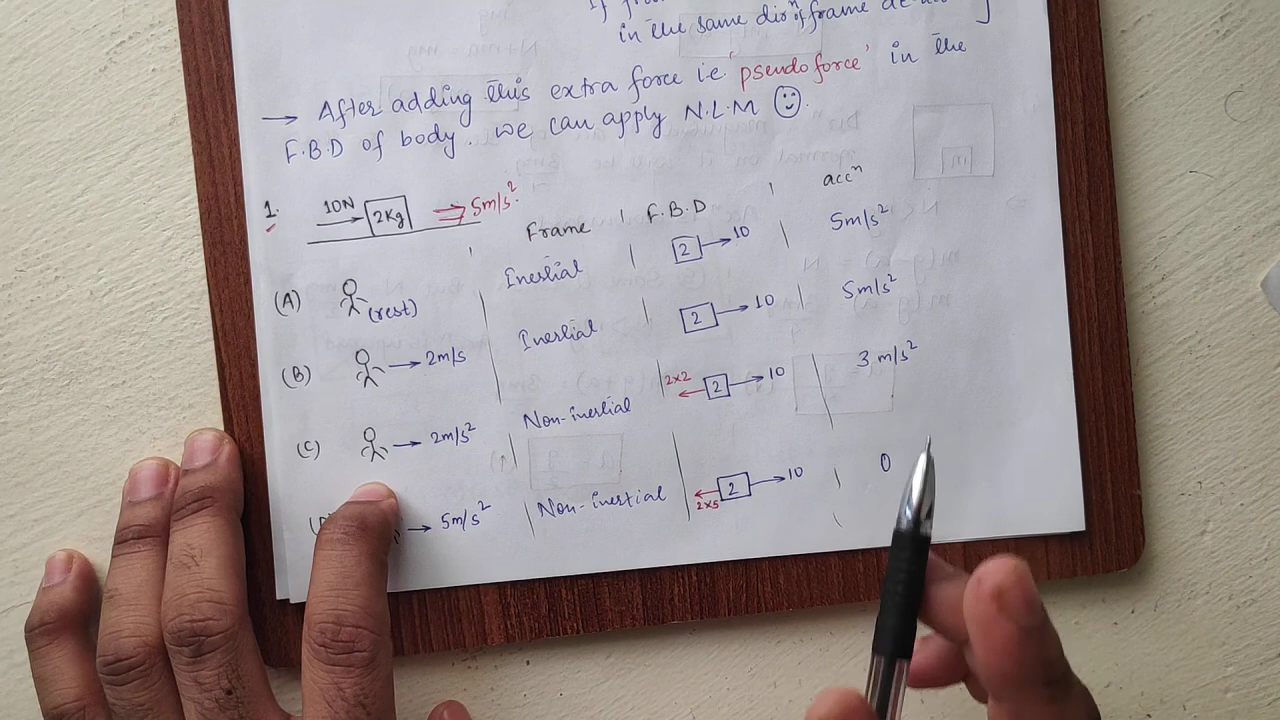 If
in the same dirⁿ of frame
→ After adding this extra force i.e. 'pseudo force' in the
F.B.D of body. we can apply N.L.M
1. 10N 2kg ⇒ 5m/s².
Frame F.B.D accⁿ
(A) (rest) Inertial 2 → 10 5m/s²
(B) → 2m/s Inertial 2 → 10 5m/s²
(C) → 2m/s² Non-inertial 2×2 ← 2 → 10 3 m/s²
→ 5m/s² Non-inertial 2×5 ← 2 → 10 0